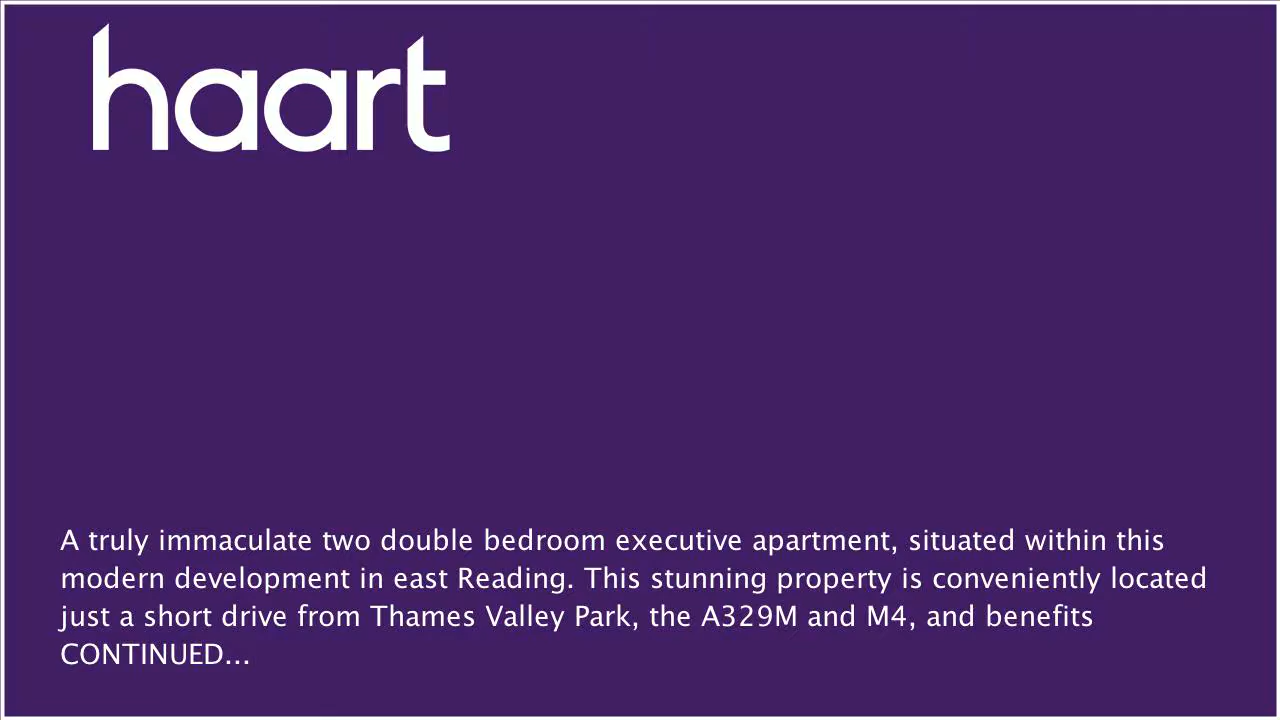 haart
A truly immaculate two double bedroom executive apartment, situated within this
modern development in east Reading. This stunning property is conveniently located
just a short drive from Thames Valley Park, the A329M and M4, and benefits
CONTINUED...